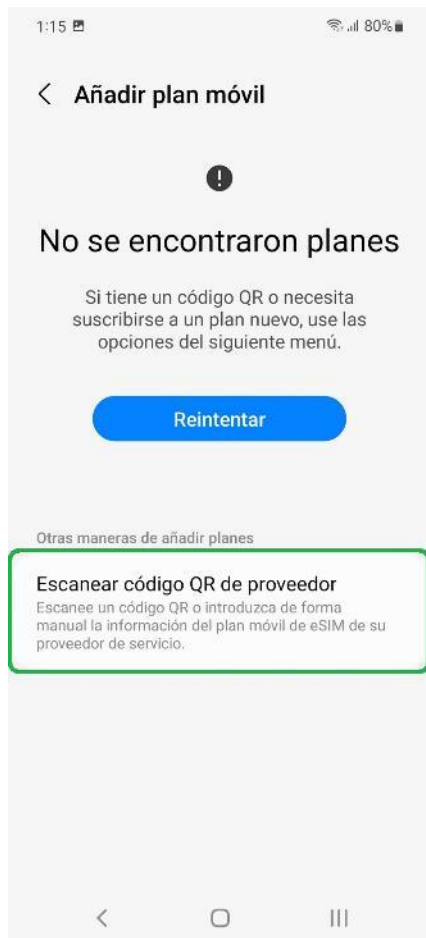 1:15 80%
Añadir plan móvil
No se encontraron planes
Si tiene un código QR o necesita
suscribirse a un plan nuevo, use las
opciones del siguiente menú.
Reintentar
Otras maneras de añadir planes
Escanear código QR de proveedor
Escanee un código QR o introduzca de forma
manual la información del plan móvil de eSIM de su
proveedor de servicio.